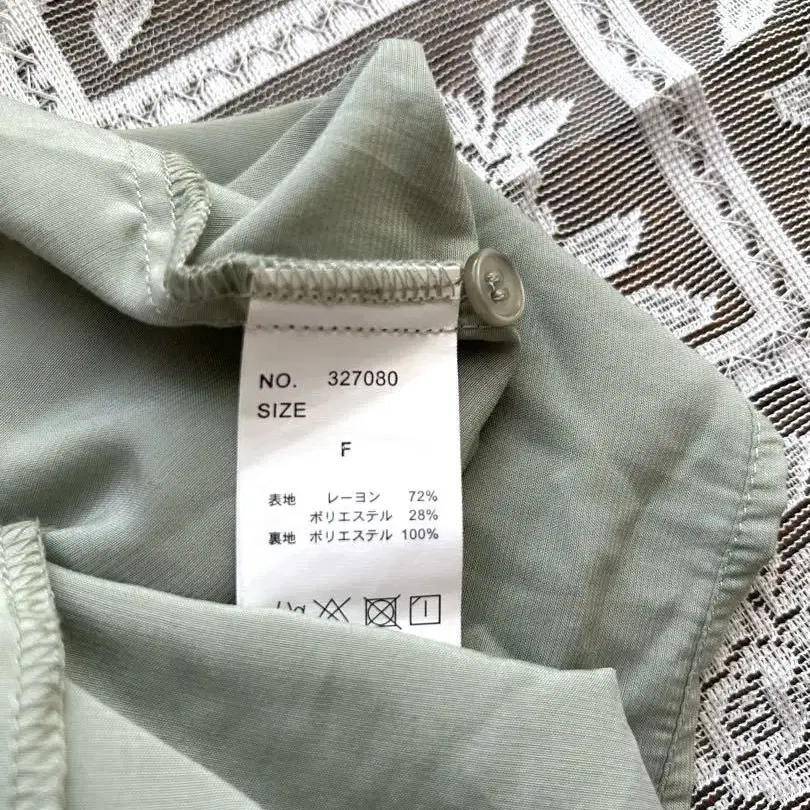 NO. 327080
SIZE
F
表地 レーヨン 72%
ポリエステル 28%
裏地 ポリエステル 100%